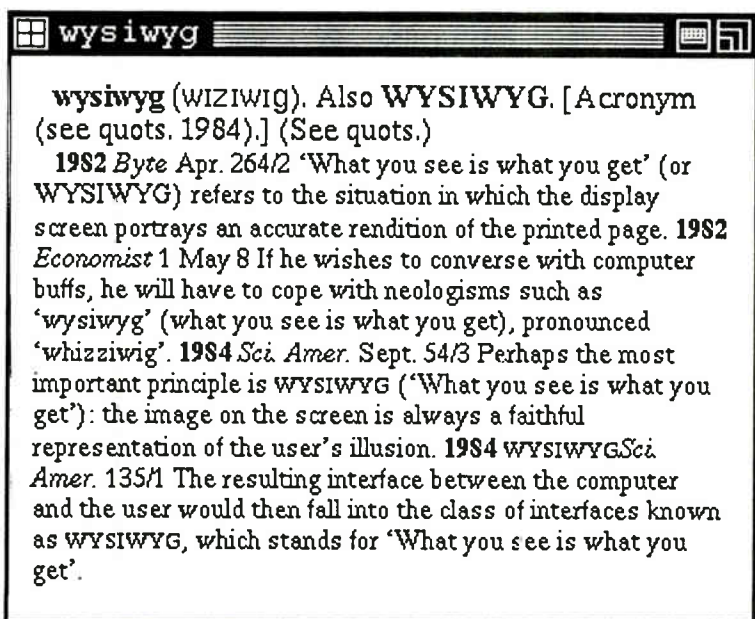 wysiwyg
wysiwyg (WIZIWIG). Also WYSIWYG. [Acronym
(see quots. 1984).] (See quots.)
1982 Byte Apr. 264/2 ‘What you see is what you get’ (or
WYSIWYG) refers to the situation in which the display
screen portrays an accurate rendition of the printed page. 1982
Economist 1 May 8 If he wishes to converse with computer
buffs, he will have to cope with neologisms such as
‘wysiwyg’ (what you see is what you get), pronounced
‘whizziwig’. 1984 Sci. Amer. Sept. 54/3 Perhaps the most
important principle is WYSIWYG (‘What you see is what you
get’): the image on the screen is always a faithful
representation of the user’s illusion. 1984 WYSIWYGSci.
Amer. 135/1 The resulting interface between the computer
and the user would then fall into the class of interfaces known
as WYSIWYG, which stands for ‘What you see is what you
get’.